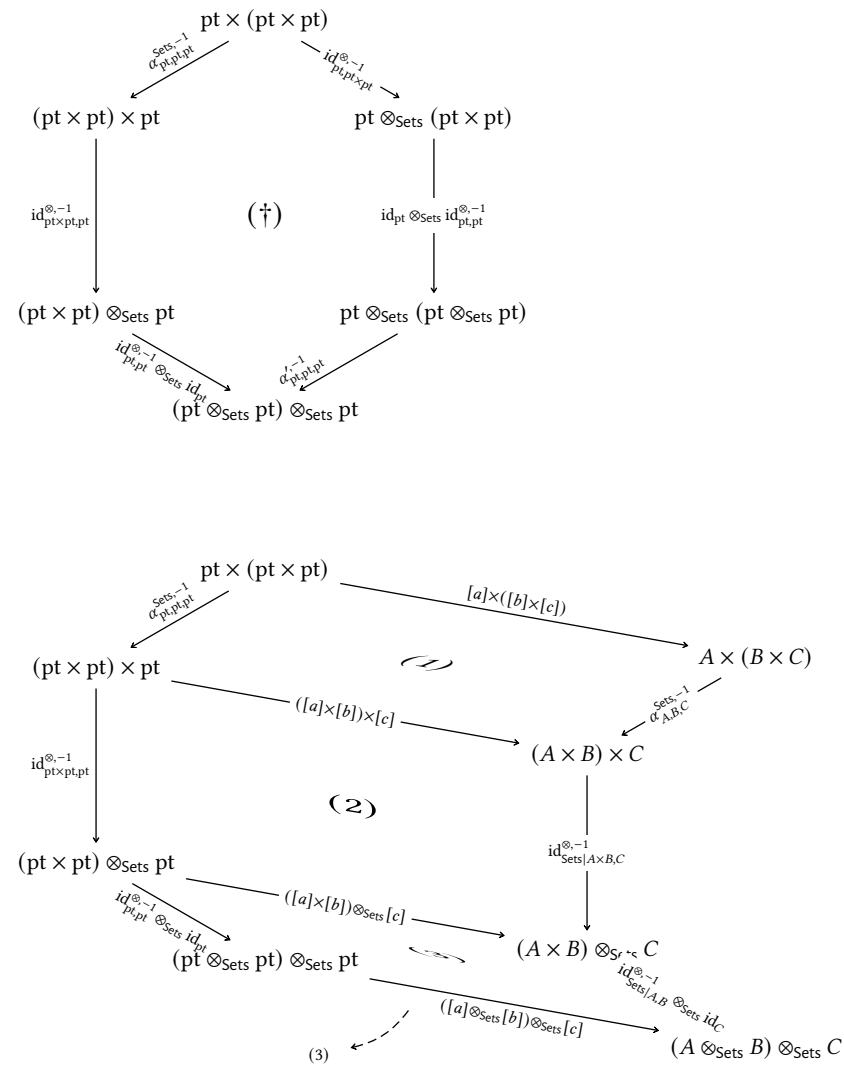 pt × (pt × pt)
α^{Sets,−1}_{pt,pt,pt}
id^{⊗,−1}_{pt,pt×pt}
(pt × pt) × pt
pt ⊗_{Sets} (pt × pt)
id^{⊗,−1}_{pt×pt,pt}
(†)
id_{pt} ⊗_{Sets} id^{⊗,−1}_{pt,pt}
(pt × pt) ⊗_{Sets} pt
pt ⊗_{Sets} (pt ⊗_{Sets} pt)
id^{⊗,−1}_{pt,pt} ⊗_{Sets} id_{pt}
α^{′,−1}_{pt,pt,pt}
(pt ⊗_{Sets} pt) ⊗_{Sets} pt
pt × (pt × pt)
α^{Sets,−1}_{pt,pt,pt}
[a]×([b]×[c])
(1)
A × (B × C)
(pt × pt) × pt
([a]×[b])×[c]
α^{Sets,−1}_{A,B,C}
(A × B) × C
id^{⊗,−1}_{pt×pt,pt}
(2)
id^{⊗,−1}_{Sets|A×B,C}
(pt × pt) ⊗_{Sets} pt
([a]×[b])⊗_{Sets}[c]
id^{⊗,−1}_{pt,pt} ⊗_{Sets} id_{pt}
(A × B) ⊗_{Sets} C
(pt ⊗_{Sets} pt) ⊗_{Sets} pt
id^{⊗,−1}_{Sets|A,B} ⊗_{Sets} id_C
([a]⊗_{Sets}[b])⊗_{Sets}[c]
(A ⊗_{Sets} B) ⊗_{Sets} C
(3)